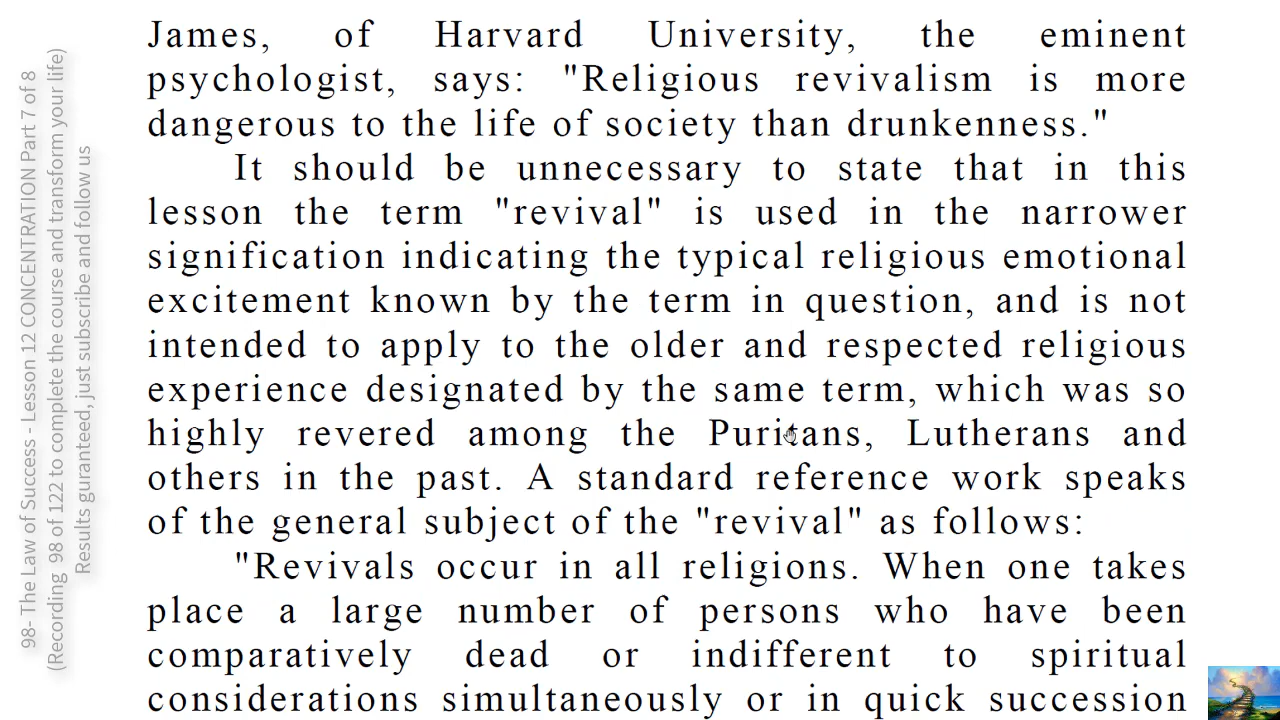 James, of Harvard University, the eminent
psychologist, says: "Religious revivalism is more
dangerous to the life of society than drunkenness."
It should be unnecessary to state that in this
lesson the term "revival" is used in the narrower
signification indicating the typical religious emotional
excitement known by the term in question, and is not
intended to apply to the older and respected religious
experience designated by the same term, which was so
highly revered among the Puritans, Lutherans and
others in the past. A standard reference work speaks
of the general subject of the "revival" as follows:
"Revivals occur in all religions. When one takes
place a large number of persons who have been
comparatively dead or indifferent to spiritual
considerations simultaneously or in quick succession
98- The Law of Success - Lesson 12 CONCENTRATION Part 7 of 8
(Recording 98 of 122 to complete the course and transform your life)
Results guranteed, just subscribe and follow us